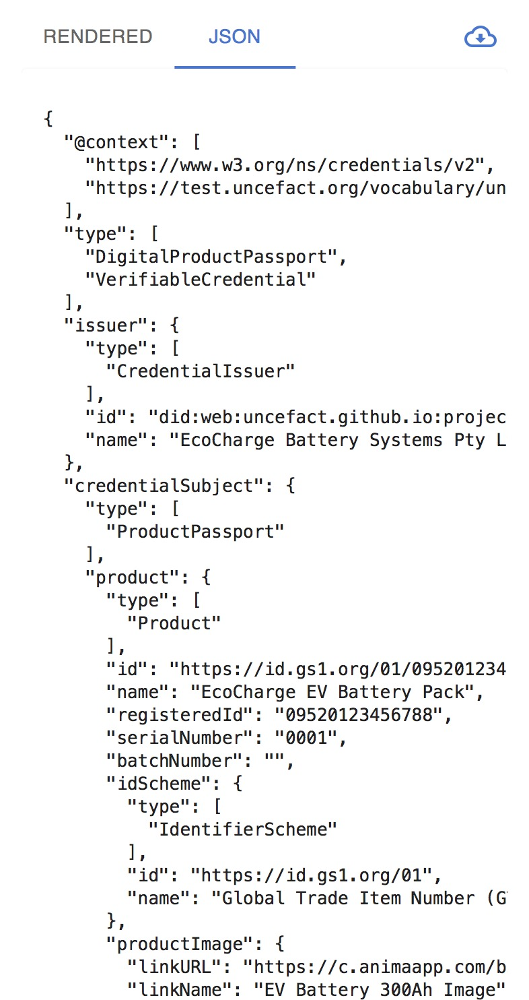 RENDERED JSON
{
"@context": [
"https://www.w3.org/ns/credentials/v2",
"https://test.uncefact.org/vocabulary/un
],
"type": [
"DigitalProductPassport",
"VerifiableCredential"
],
"issuer": {
"type": [
"CredentialIssuer"
],
"id": "did:web:uncefact.github.io:projec
"name": "EcoCharge Battery Systems Pty L
},
"credentialSubject": {
"type": [
"ProductPassport"
],
"product": {
"type": [
"Product"
],
"id": "https://id.gs1.org/01/095201234
"name": "EcoCharge EV Battery Pack",
"registeredId": "09520123456788",
"serialNumber": "0001",
"batchNumber": "",
"idScheme": {
"type": [
"IdentifierScheme"
],
"id": "https://id.gs1.org/01",
"name": "Global Trade Item Number (G
},
"productImage": {
"linkURL": "https://c.animaapp.com/b
"linkName": "EV Battery 300Ah Image"